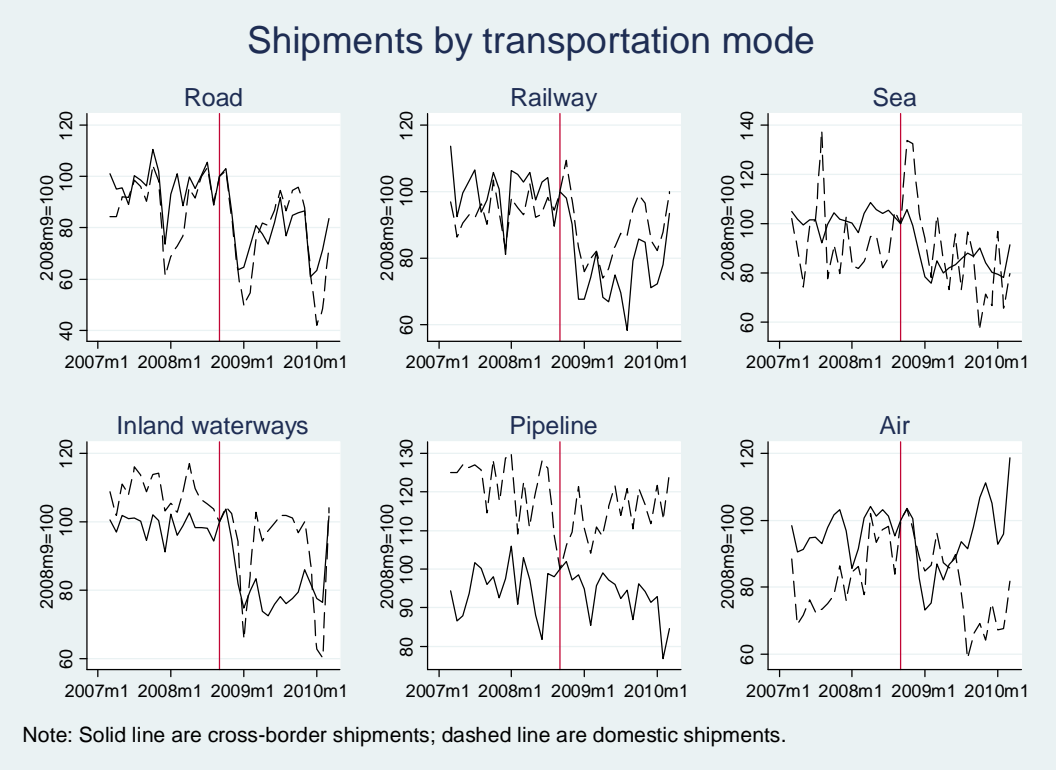 Shipments by transportation mode
Road
Railway
Sea
2008m9=100
120
100
80
60
40
2007m1 2008m1 2009m1 2010m1
2008m9=100
120
100
80
60
2007m1 2008m1 2009m1 2010m1
2008m9=100
140
120
100
80
60
2007m1 2008m1 2009m1 2010m1
Inland waterways
Pipeline
Air
2008m9=100
120
100
80
60
2007m1 2008m1 2009m1 2010m1
2008m9=100
130
120
110
100
90
80
2007m1 2008m1 2009m1 2010m1
2008m9=100
120
100
80
60
2007m1 2008m1 2009m1 2010m1
Note: Solid line are cross-border shipments; dashed line are domestic shipments.